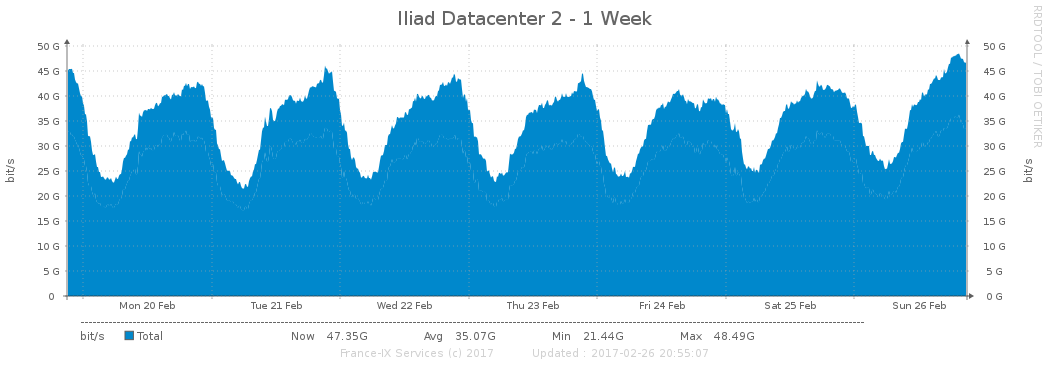 Iliad Datacenter 2 - 1 Week
RRDTOOL / TOBI OETIKER
50 G 50 G
45 G 45 G
40 G 40 G
35 G 35 G
30 G 30 G
25 G 25 G
20 G 20 G
15 G 15 G
10 G 10 G
5 G 5 G
0 0 G
bit/s
bit/s
Mon 20 Feb Tue 21 Feb Wed 22 Feb Thu 23 Feb Fri 24 Feb Sat 25 Feb Sun 26 Feb
bit/s Total Now 47.35G Avg 35.07G Min 21.44G Max 48.49G
France-IX Services (c) 2017 Updated : 2017-02-26 20:55:07